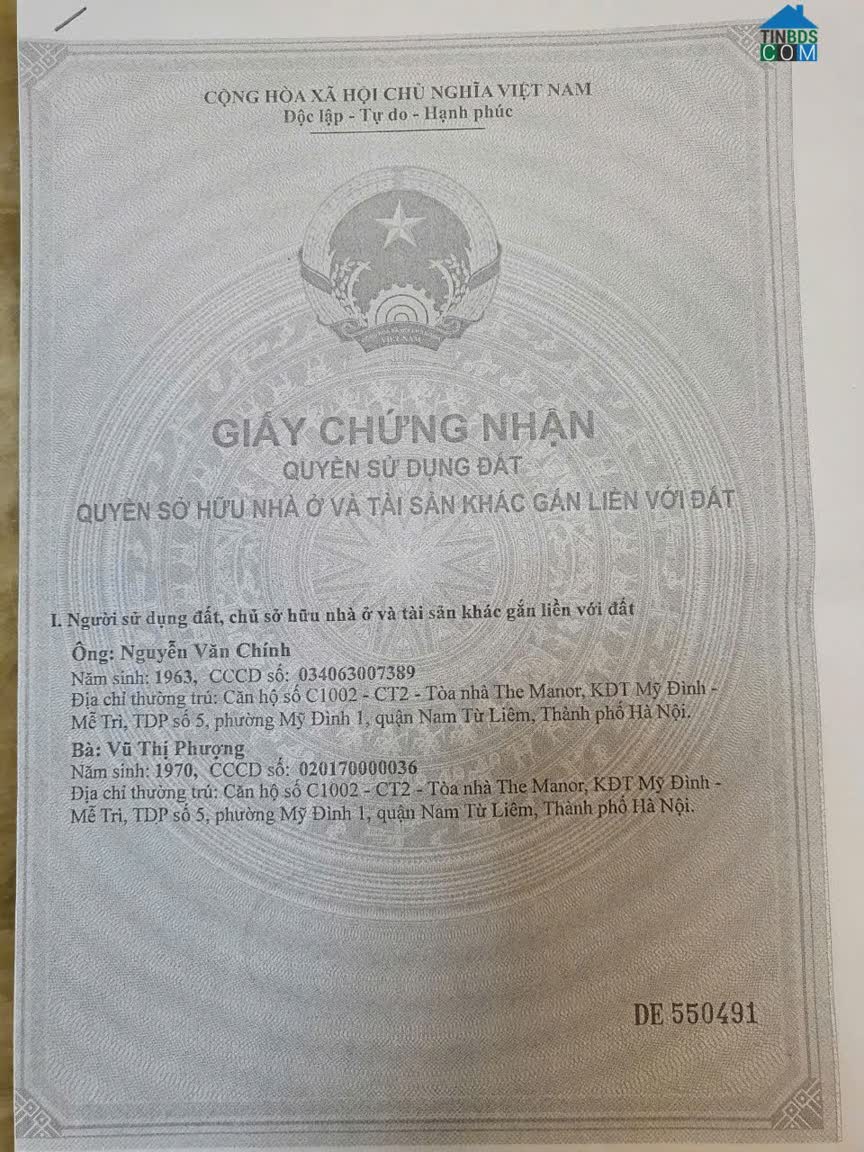 TINBDS
COM
CỘNG HÒA XÃ HỘI CHỦ NGHĨA VIỆT NAM
Độc lập - Tự do - Hạnh phúc
VIỆT NAM
GIẤY CHỨNG NHẬN
QUYỀN SỬ DỤNG ĐẤT
QUYỀN SỞ HỮU NHÀ Ở VÀ TÀI SẢN KHÁC GẮN LIỀN VỚI ĐẤT
I. Người sử dụng đất, chủ sở hữu nhà ở và tài sản khác gắn liền với đất
Ông: Nguyễn Văn Chính
Năm sinh: 1963, CCCD số: 034063007389
Địa chỉ thường trú: Căn hộ số C1002 - CT2 - Tòa nhà The Manor, KĐT Mỹ Đình -
Mễ Trì, TDP số 5, phường Mỹ Đình 1, quận Nam Từ Liêm, Thành phố Hà Nội.
Bà: Vũ Thị Phượng
Năm sinh: 1970, CCCD số: 020170000036
Địa chỉ thường trú: Căn hộ số C1002 - CT2 - Tòa nhà The Manor, KĐT Mỹ Đình -
Mễ Trì, TDP số 5, phường Mỹ Đình 1, quận Nam Từ Liêm, Thành phố Hà Nội.
DE 550491